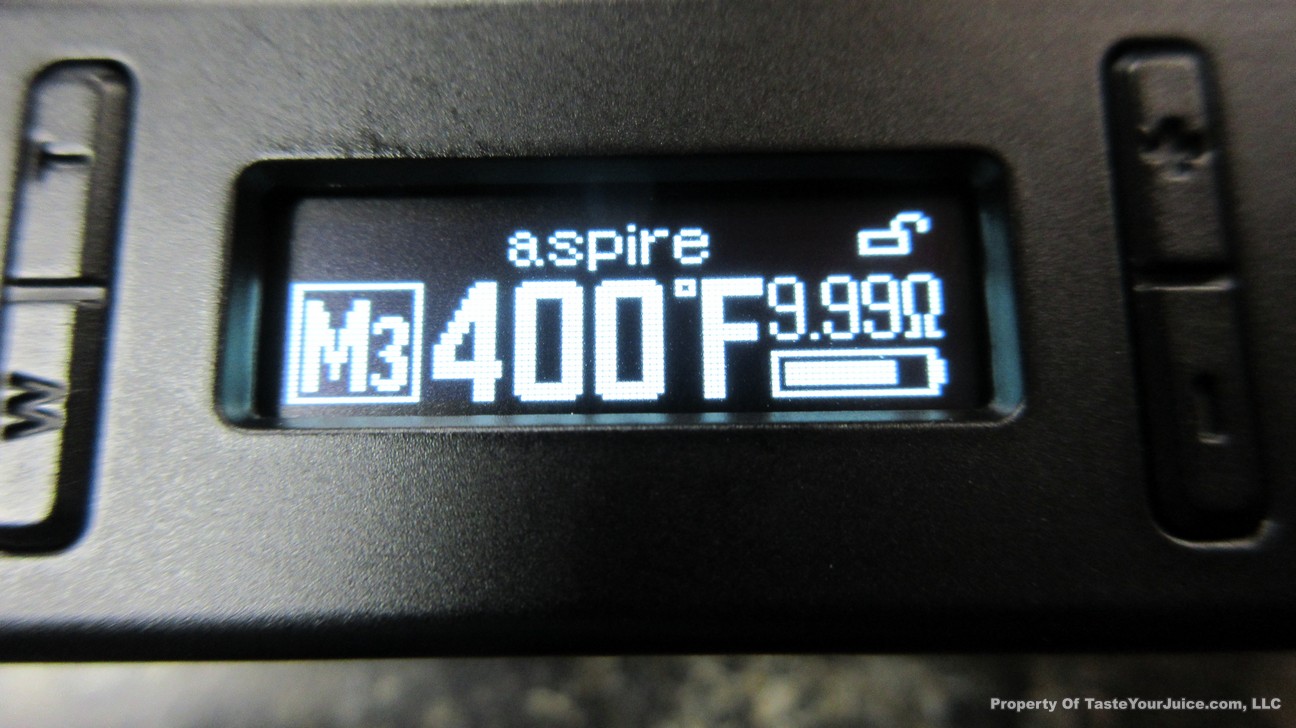 aspire
M3 400°F 9.99Ω
T
W
+
-
Property Of TasteYourJuice.com, LLC